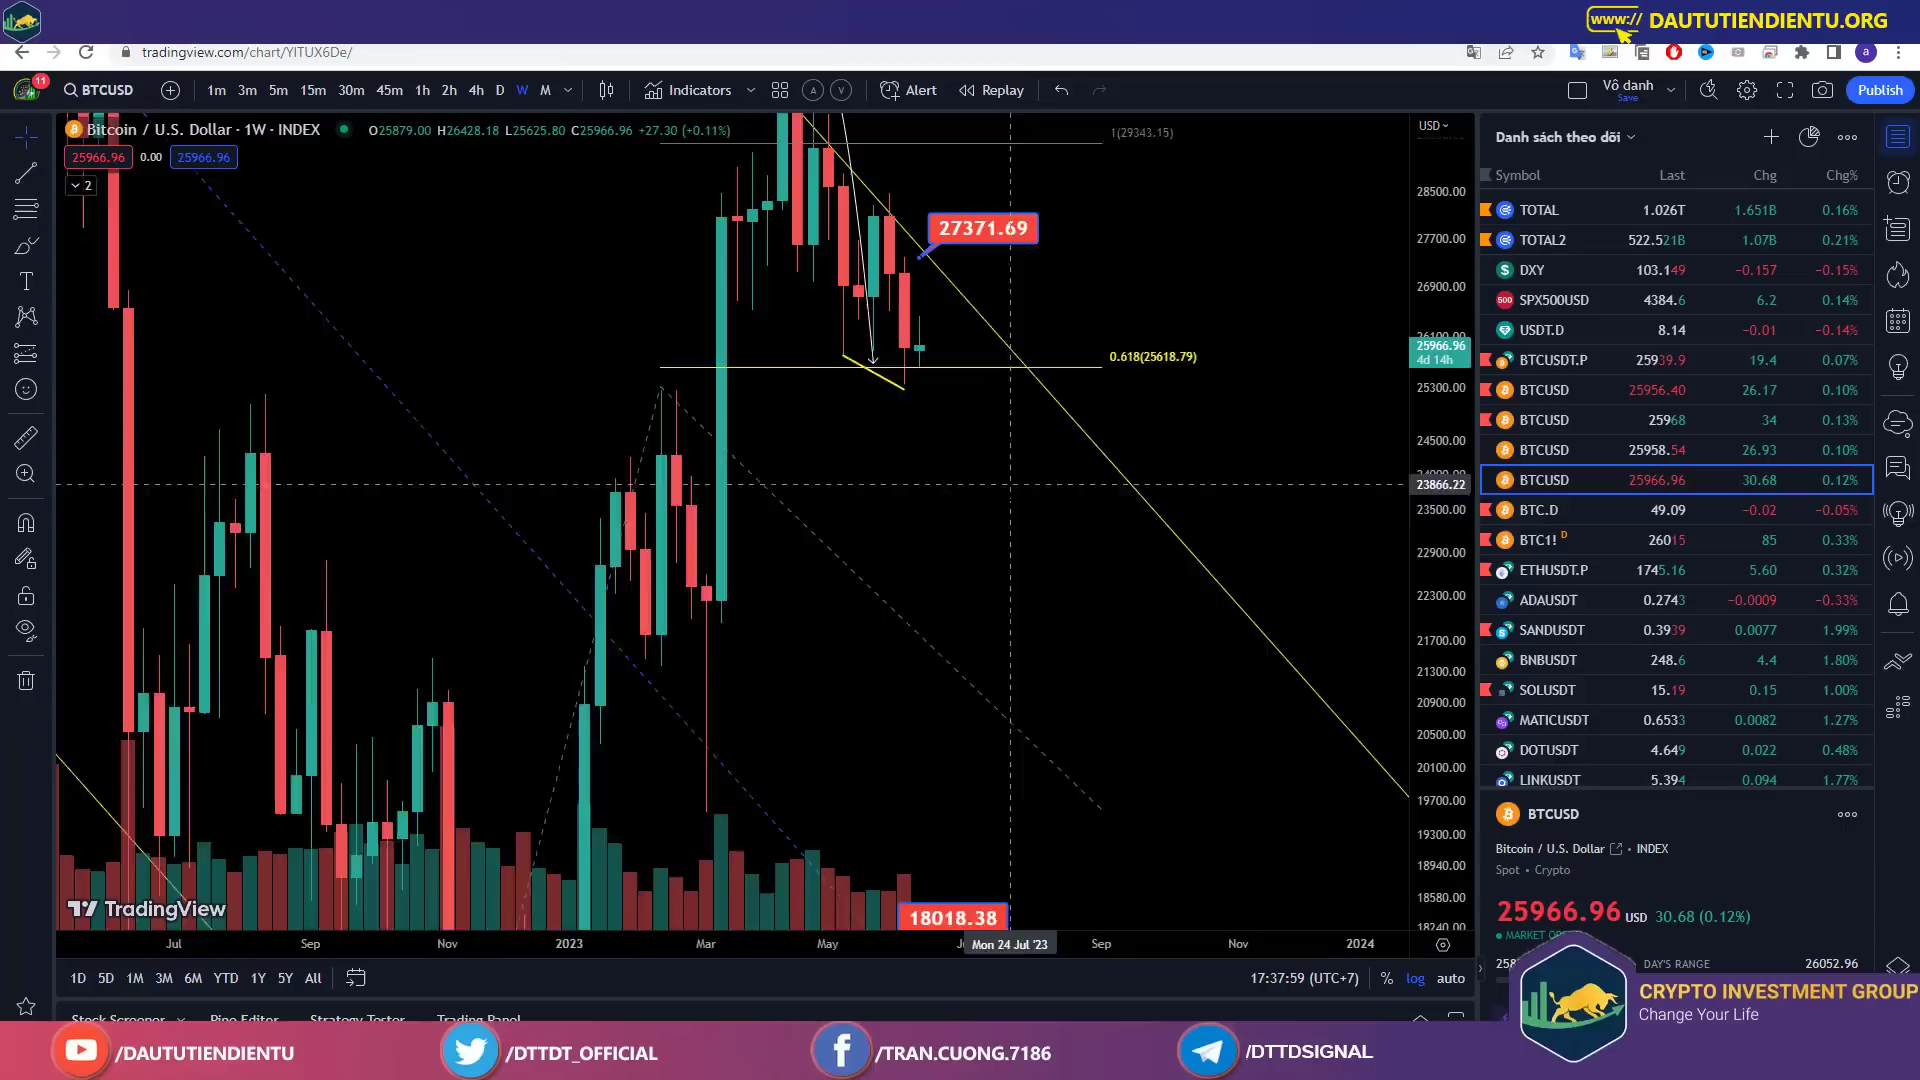 www.// DAUTUTIENDIENTU.ORG
tradingview.com/chart/YITUX6De/
11 BTCUSD 1m 3m 5m 15m 30m 45m 1h 2h 4h D W M Indicators A V Alert Replay Vô danh Save Publish
Bitcoin / U.S. Dollar · 1W · INDEX O25879.00 H26428.18 L25625.80 C25966.96 +27.30 (+0.11%)
25966.96 0.00 25966.96
2
USD
1(29343.15)
27371.69
0.618(25618.79)
18018.38
28500.00
27700.00
26900.00
26100.00
25966.96
4d 14h
25300.00
24500.00
23866.22
23500.00
22900.00
22300.00
21700.00
21300.00
20900.00
20500.00
20100.00
19700.00
19300.00
18940.00
18580.00
18240.00
TradingView
Jul Sep Nov 2023 Mar May Mon 24 Jul '23 Sep Nov 2024
1D 5D 1M 3M 6M YTD 1Y 5Y All 17:37:59 (UTC+7) % log auto
Stock Screener Pine Editor Strategy Tester Trading Panel
Danh sách theo dõi
Symbol Last Chg Chg%
TOTAL 1.026T 1.651B 0.16%
TOTAL2 522.521B 1.07B 0.21%
DXY 103.149 −0.157 −0.15%
500 SPX500USD 4384.6 6.2 0.14%
USDT.D 8.14 −0.01 −0.14%
BTCUSDT.P 25939.9 19.4 0.07%
BTCUSD 25956.40 26.17 0.10%
BTCUSD 25968 34 0.13%
BTCUSD 25958.54 26.93 0.10%
BTCUSD 25966.96 30.68 0.12%
BTC.D 49.09 −0.02 −0.05%
BTC1! D 26015 85 0.33%
ETHUSDT.P 1745.16 5.60 0.32%
ADAUSDT 0.2743 −0.0009 −0.33%
SANDUSDT 0.3939 0.0077 1.99%
BNBUSDT 248.6 4.4 1.80%
SOLUSDT 15.19 0.15 1.00%
MATICUSDT 0.6533 0.0082 1.27%
DOTUSDT 4.649 0.022 0.48%
LINKUSDT 5.394 0.094 1.77%
BTCUSD
Bitcoin / U.S. Dollar • INDEX
Spot • Crypto
25966.96 USD 30.68 (0.12%)
DAY'S RANGE 26052.96
CRYPTO INVESTMENT GROUP
Change Your Life
/DAUTUTIENDIENTU /DTTDT_OFFICIAL /TRAN.CUONG.7186 /DTTDSIGNAL